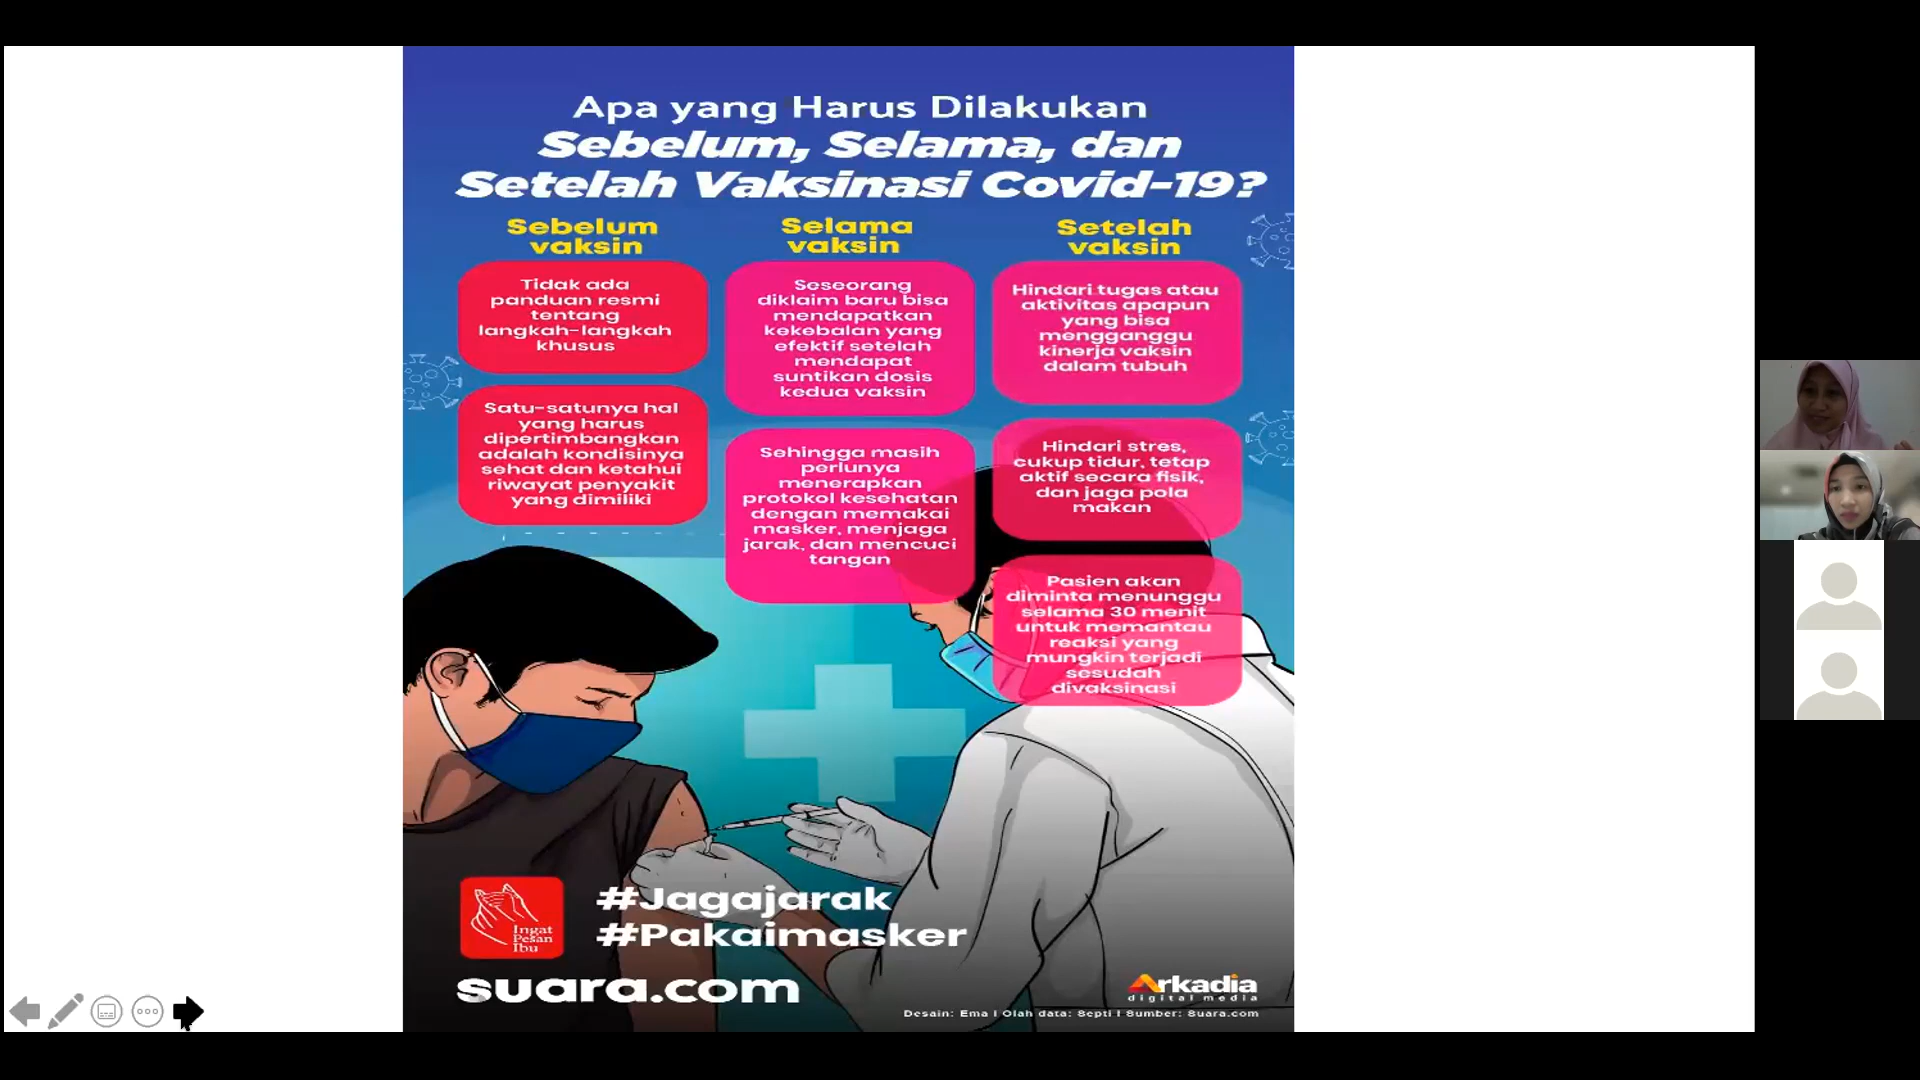 Apa yang Harus Dilakukan
Sebelum, Selama, dan
Setelah Vaksinasi Covid-19?
Sebelum
vaksin
Tidak ada
panduan resmi
tentang
langkah-langkah
khusus
Satu-satunya hal
yang harus
dipertimbangkan
adalah kondisinya
sehat dan ketahui
riwayat penyakit
yang dimiliki
Selama
vaksin
Seseorang
diklaim baru bisa
mendapatkan
kekebalan yang
efektif setelah
mendapat
suntikan dosis
kedua vaksin
Sehingga masih
perlunya
menerapkan
protokol kesehatan
dengan memakai
masker, menjaga
jarak, dan mencuci
tangan
Setelah
vaksin
Hindari tugas atau
aktivitas apapun
yang bisa
mengganggu
kinerja vaksin
dalam tubuh
Hindari stres,
cukup tidur, tetap
aktif secara fisik,
dan jaga pola
makan
Pasien akan
diminta menunggu
selama 30 menit
untuk memantau
reaksi yang
mungkin terjadi
sesudah
divaksinasi
Ingat
Pesan
Ibu
#Jagajarak
#Pakaimasker
suara.com
Arkadia
digital media
Desain: Ema | Olah data: Septi | Sumber: Suara.com